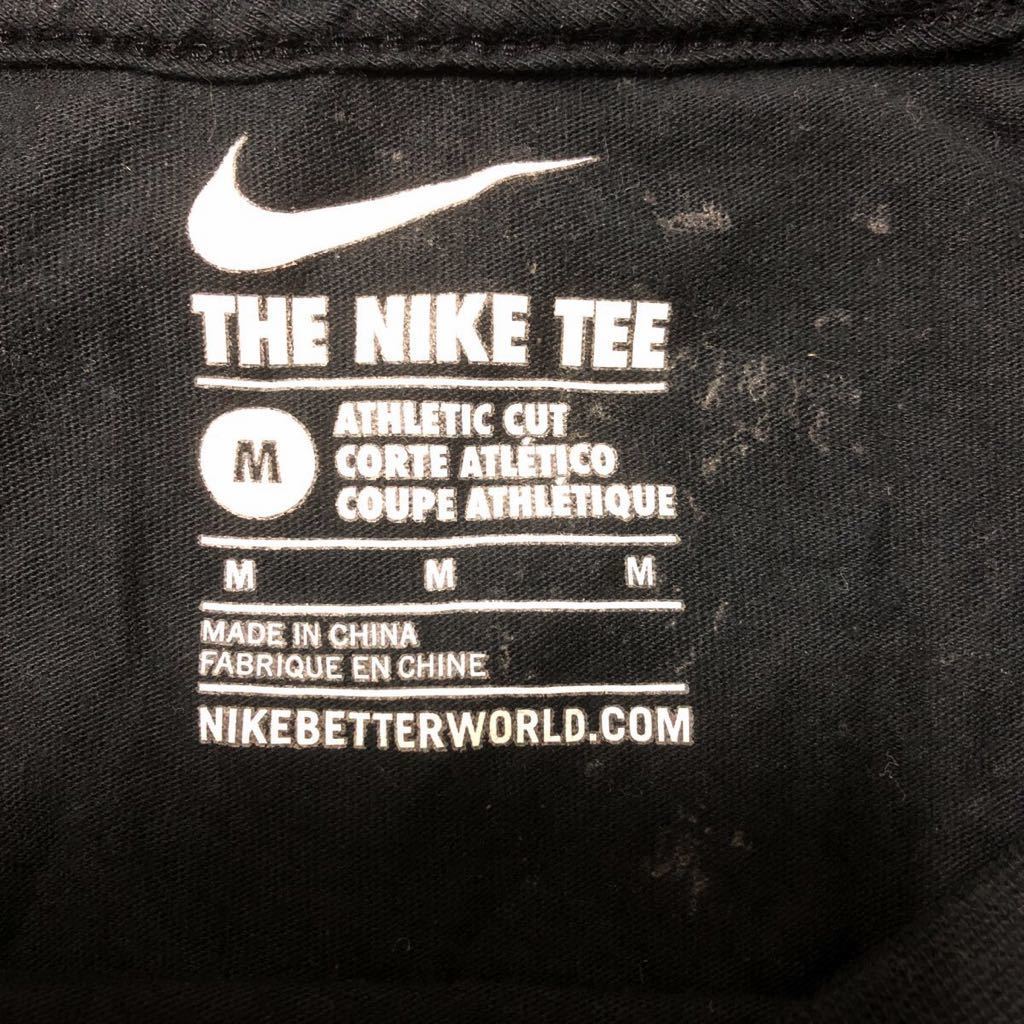 THE NIKE TEE
M
ATHLETIC CUT
CORTE ATLÉTICO
COUPE ATHLÉTIQUE
M M M
MADE IN CHINA
FABRIQUE EN CHINE
NIKEBETTERWORLD.COM